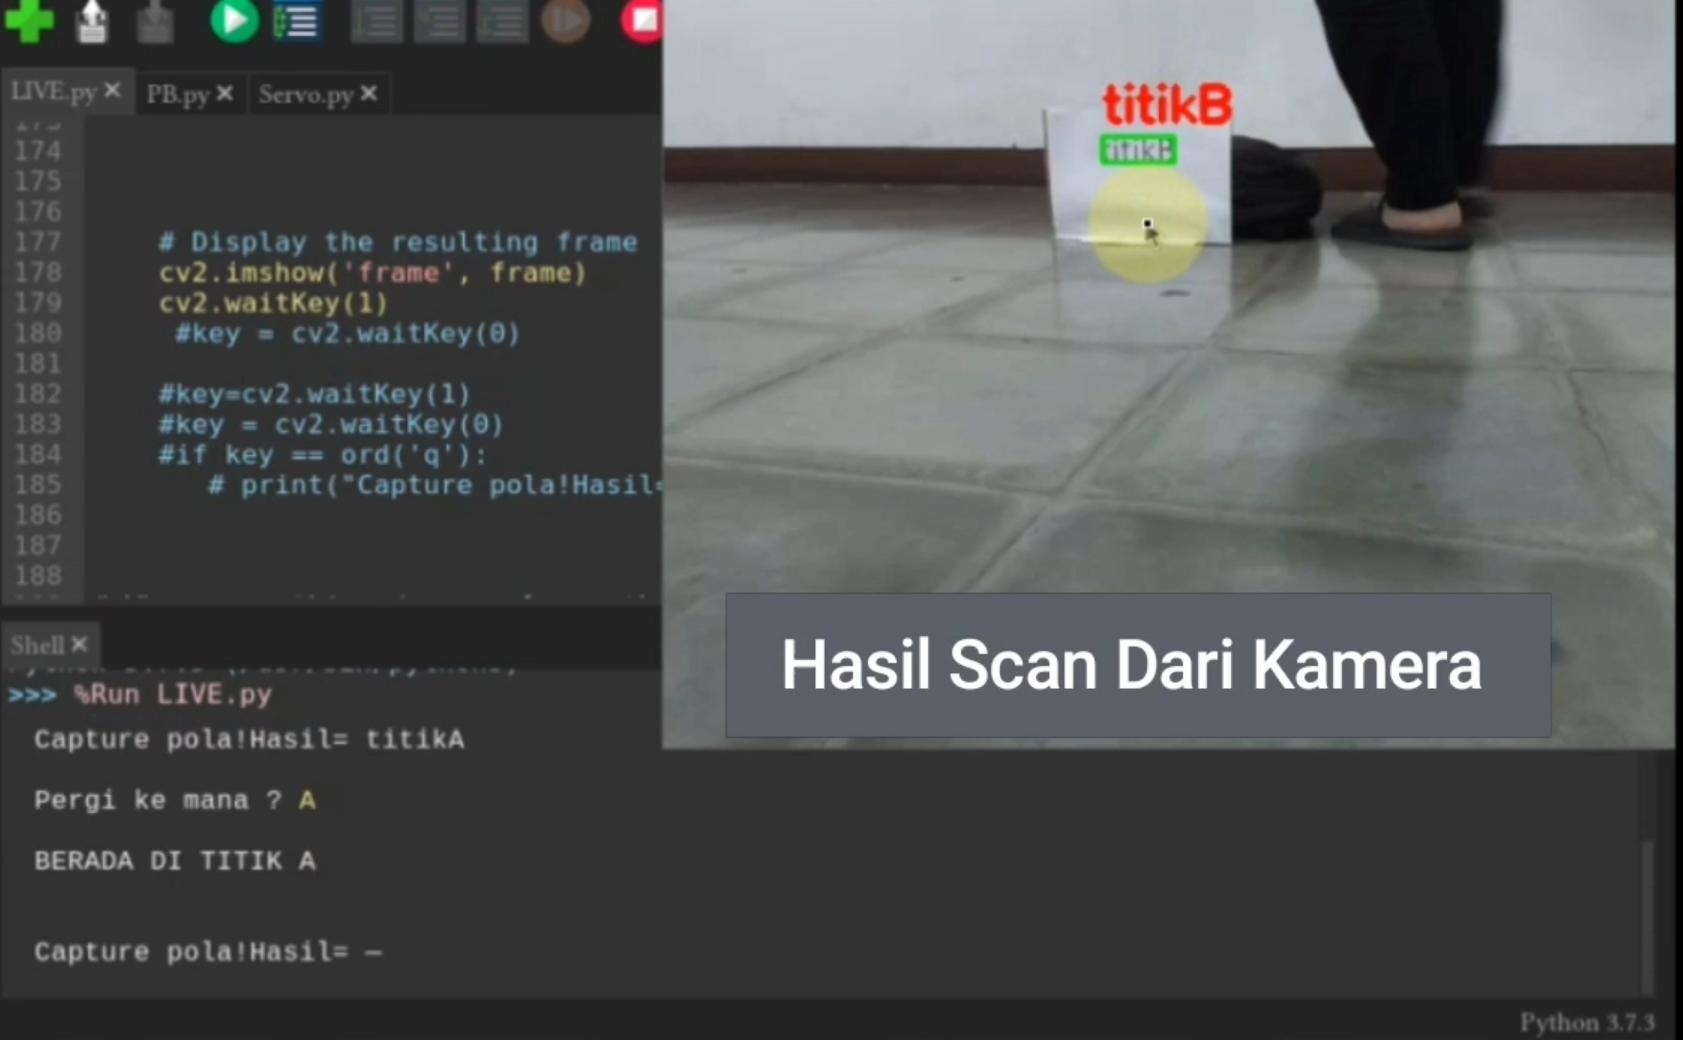 LIVE.py ×
PB.py ×
Servo.py ×
174
175
176
177 # Display the resulting frame
178 cv2.imshow('frame', frame)
179 cv2.waitKey(1)
180 #key = cv2.waitKey(0)
181
182 #key=cv2.waitKey(1)
183 #key = cv2.waitKey(0)
184 #if key == ord('q'):
185 # print("Capture pola!Hasil=
186
187
188
titikB
titikB
Hasil Scan Dari Kamera
Shell ×
>>> %Run LIVE.py
Capture pola!Hasil= titikA
Pergi ke mana ? A
BERADA DI TITIK A
Capture pola!Hasil= —
Python 3.7.3